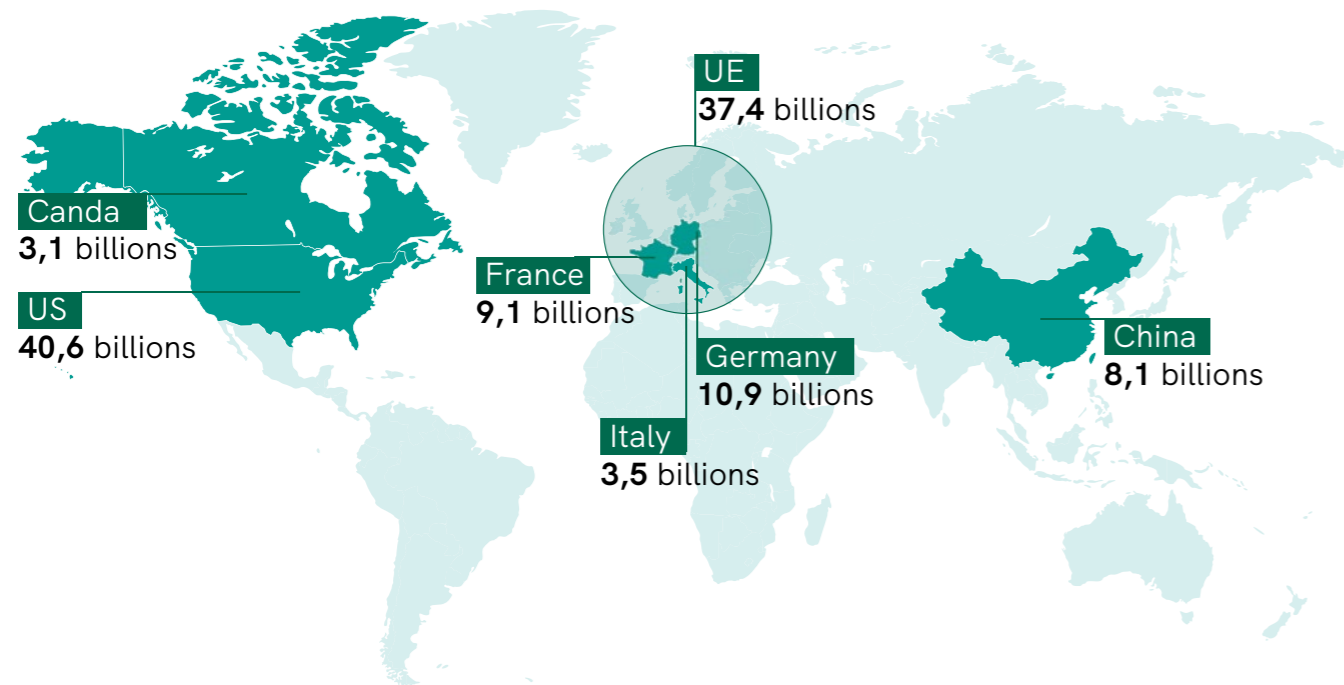 UE
37,4 billions
Canda
3,1 billions
US
40,6 billions
France
9,1 billions
Germany
10,9 billions
Italy
3,5 billions
China
8,1 billions